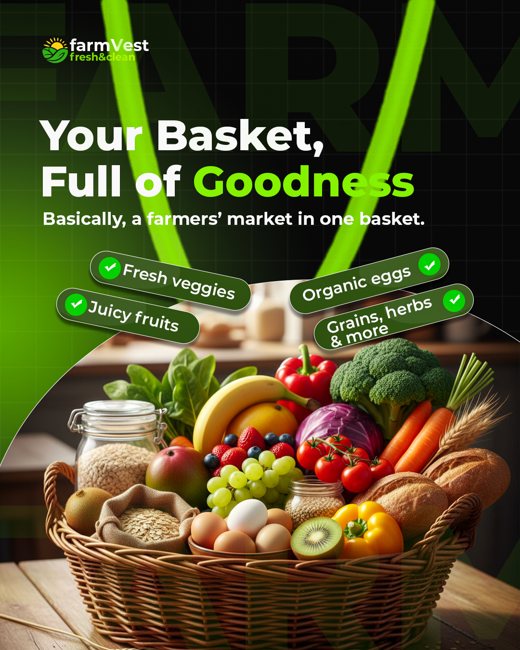 farmVest
fresh&clean
FARM
Your Basket,
Full of Goodness
Basically, a farmers' market in one basket.
Fresh veggies
Organic eggs
Juicy fruits
Grains, herbs
& more